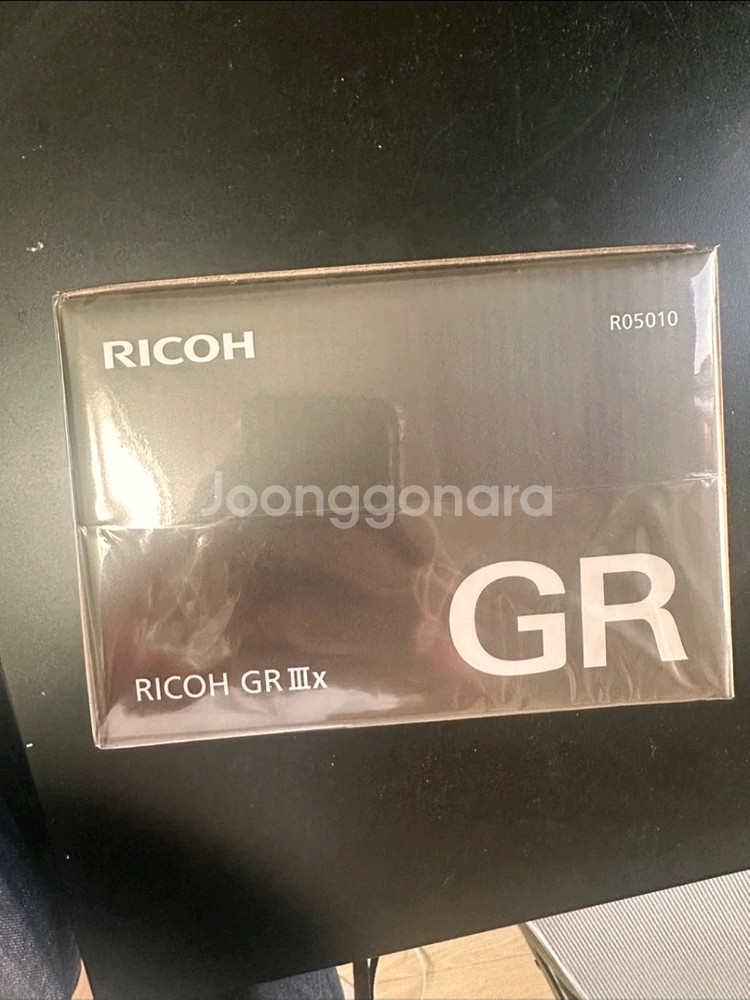 RICOH
R05010
Joonggonara
GR
RICOH GR IIIx